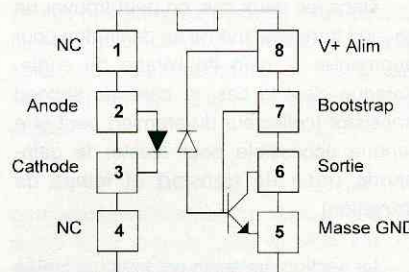 NC 1 8 V+ Alim
Anode 2 7 Bootstrap
Cathode 3 6 Sortie
NC 4 5 Masse GND